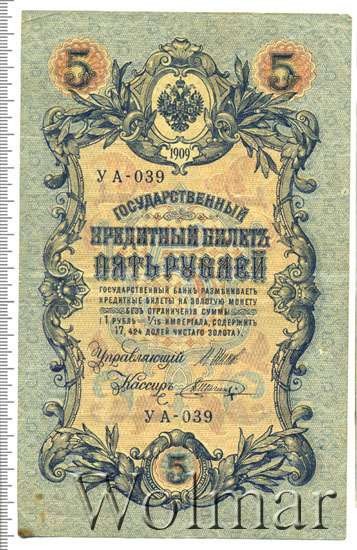 5 5
1909
УА-039
ГОСУДАРСТВЕННЫЙ
КРЕДИТНЫЙ БИЛЕТЪ
ПЯТЬ РУБЛЕЙ
ГОСУДАРСТВЕННЫЙ БАНКЪ РАЗМѢНИВАЕТЪ
КРЕДИТНЫЕ БИЛЕТЫ НА ЗОЛОТУЮ МОНЕТУ
БЕЗЪ ОГРАНИЧЕНІЯ СУММЫ
(1 РУБЛЬ = 1/15 ИМПЕРІАЛА, СОДЕРЖИТЪ
17,424 ДОЛЕЙ ЧИСТАГО ЗОЛОТА).
Управляющій
Кассиръ
УА-039
5
Wolmar